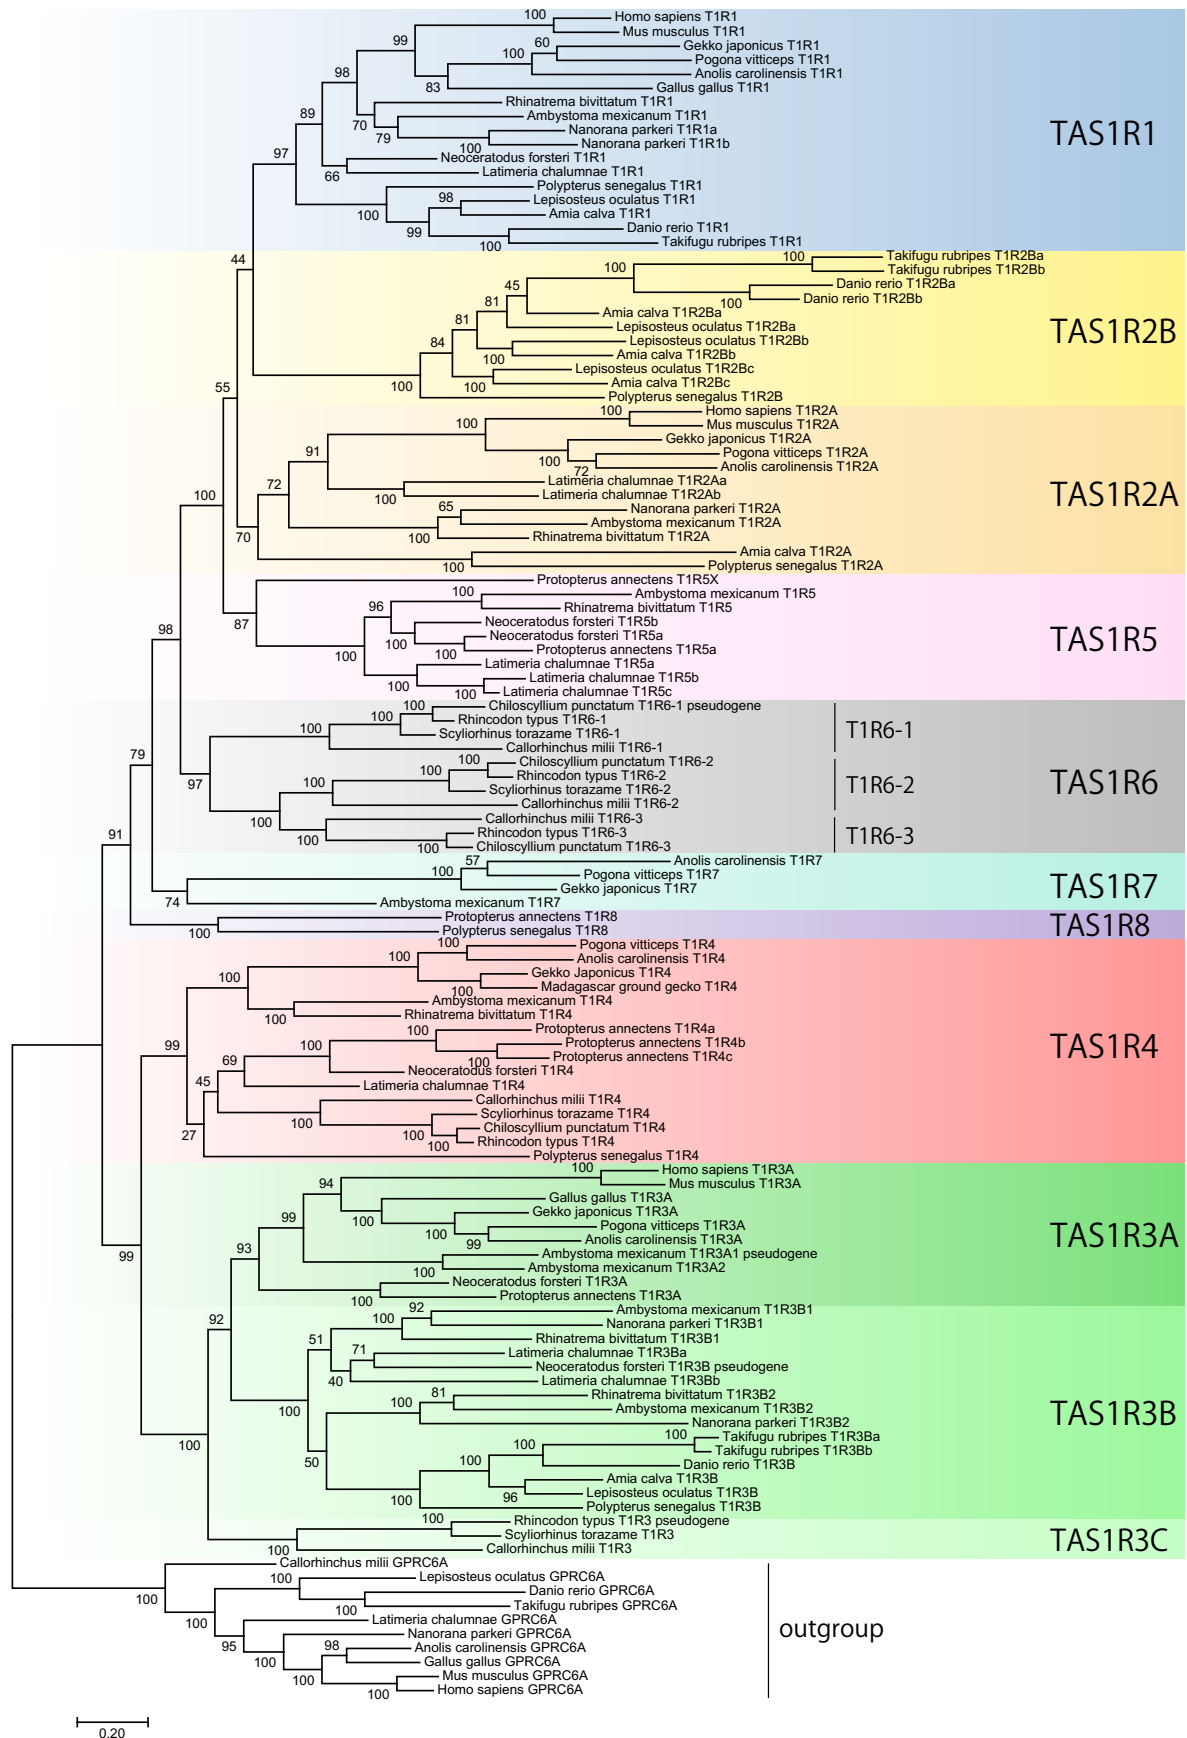 100
Homo sapiens T1R1
Mus musculus T1R1
99
60
Gekko japonicus T1R1
100
Pogona vitticeps T1R1
98
Anolis carolinensis T1R1
83
Gallus gallus T1R1
Rhinatrema bivittatum T1R1
89
70
Ambystoma mexicanum T1R1
TAS1R1
79
Nanorana parkeri T1R1a
100
Nanorana parkeri T1R1b
97
Neoceratodus forsteri T1R1
66
Latimeria chalumnae T1R1
Polypterus senegalus T1R1
98
Lepisosteus oculatus T1R1
100
Amia calva T1R1
99
Danio rerio T1R1
100
Takifugu rubripes T1R1
44
100
Takifugu rubripes T1R2Ba
100
Takifugu rubripes T1R2Bb
45
Danio rerio T1R2Ba
100
Danio rerio T1R2Bb
81
Amia calva T1R2Ba
81
Lepisosteus oculatus T1R2Ba
TAS1R2B
84
Lepisosteus oculatus T1R2Bb
100
Amia calva T1R2Bb
Lepisosteus oculatus T1R2Bc
100
100
Amia calva T1R2Bc
55
Polypterus senegalus T1R2B
100
Homo sapiens T1R2A
100
Mus musculus T1R2A
Gekko japonicus T1R2A
91
100
Pogona vitticeps T1R2A
72
Anolis carolinensis T1R2A
72
Latimeria chalumnae T1R2Aa
100
Latimeria chalumnae T1R2Ab
TAS1R2A
100
65
Nanorana parkeri T1R2A
Ambystoma mexicanum T1R2A
70
100
Rhinatrema bivittatum T1R2A
Amia calva T1R2A
100
Polypterus senegalus T1R2A
Protopterus annectens T1R5X
100
Ambystoma mexicanum T1R5
96
Rhinatrema bivittatum T1R5
87
Neoceratodus forsteri T1R5b
98
100
Neoceratodus forsteri T1R5a
TAS1R5
100
100
Protopterus annectens T1R5a
Latimeria chalumnae T1R5a
100
Latimeria chalumnae T1R5b
100
Latimeria chalumnae T1R5c
100
Chiloscyllium punctatum T1R6-1 pseudogene
100
Rhincodon typus T1R6-1
T1R6-1
100
Scyliorhinus torazame T1R6-1
Callorhinchus milii T1R6-1
79
100
Chiloscyllium punctatum T1R6-2
97
100
Rhincodon typus T1R6-2
T1R6-2
TAS1R6
100
Scyliorhinus torazame T1R6-2
Callorhinchus milii T1R6-2
100
Callorhinchus milii T1R6-3
91
100
Rhincodon typus T1R6-3
T1R6-3
100
Chiloscyllium punctatum T1R6-3
57
Anolis carolinensis T1R7
100
Pogona vitticeps T1R7
TAS1R7
Gekko japonicus T1R7
74
Ambystoma mexicanum T1R7
Protopterus annectens T1R8
TAS1R8
100
Polypterus senegalus T1R8
100
Pogona vitticeps T1R4
100
Anolis carolinensis T1R4
100
Gekko Japonicus T1R4
100
Madagascar ground gecko T1R4
Ambystoma mexicanum T1R4
100
Rhinatrema bivittatum T1R4
99
100
Protopterus annectens T1R4a
100
Protopterus annectens T1R4b
TAS1R4
69
100
Protopterus annectens T1R4c
45
Neoceratodus forsteri T1R4
Latimeria chalumnae T1R4
Callorhinchus milii T1R4
100
Scyliorhinus torazame T1R4
27
100
Chiloscyllium punctatum T1R4
100
Rhincodon typus T1R4
Polypterus senegalus T1R4
100
Homo sapiens T1R3A
94
Mus musculus T1R3A
Gallus gallus T1R3A
99
100
Gekko japonicus T1R3A
100
Pogona vitticeps T1R3A
TAS1R3A
99
Anolis carolinensis T1R3A
99
93
Ambystoma mexicanum T1R3A1 pseudogene
100
Ambystoma mexicanum T1R3A2
Neoceratodus forsteri T1R3A
100
Protopterus annectens T1R3A
92
92
Ambystoma mexicanum T1R3B1
100
Nanorana parkeri T1R3B1
51
Rhinatrema bivittatum T1R3B1
71
Latimeria chalumnae T1R3Ba
Neoceratodus forsteri T1R3B pseudogene
40
Latimeria chalumnae T1R3Bb
81
Rhinatrema bivittatum T1R3B2
100
100
Ambystoma mexicanum T1R3B2
TAS1R3B
Nanorana parkeri T1R3B2
100
100
100
Takifugu rubripes T1R3Ba
Takifugu rubripes T1R3Bb
50
100
Danio rerio T1R3B
Amia calva T1R3B
100
96
Lepisosteus oculatus T1R3B
Polypterus senegalus T1R3B
100
Rhincodon typus T1R3 pseudogene
Scyliorhinus torazame T1R3
TAS1R3C
100
Callorhinchus milii T1R3
Callorhinchus milii GPRC6A
100
Lepisosteus oculatus GPRC6A
100
Danio rerio GPRC6A
100
Takifugu rubripes GPRC6A
100
Latimeria chalumnae GPRC6A
outgroup
95
Nanorana parkeri GPRC6A
98
Anolis carolinensis GPRC6A
100
Gallus gallus GPRC6A
Mus musculus GPRC6A
100
100
Homo sapiens GPRC6A
0.20